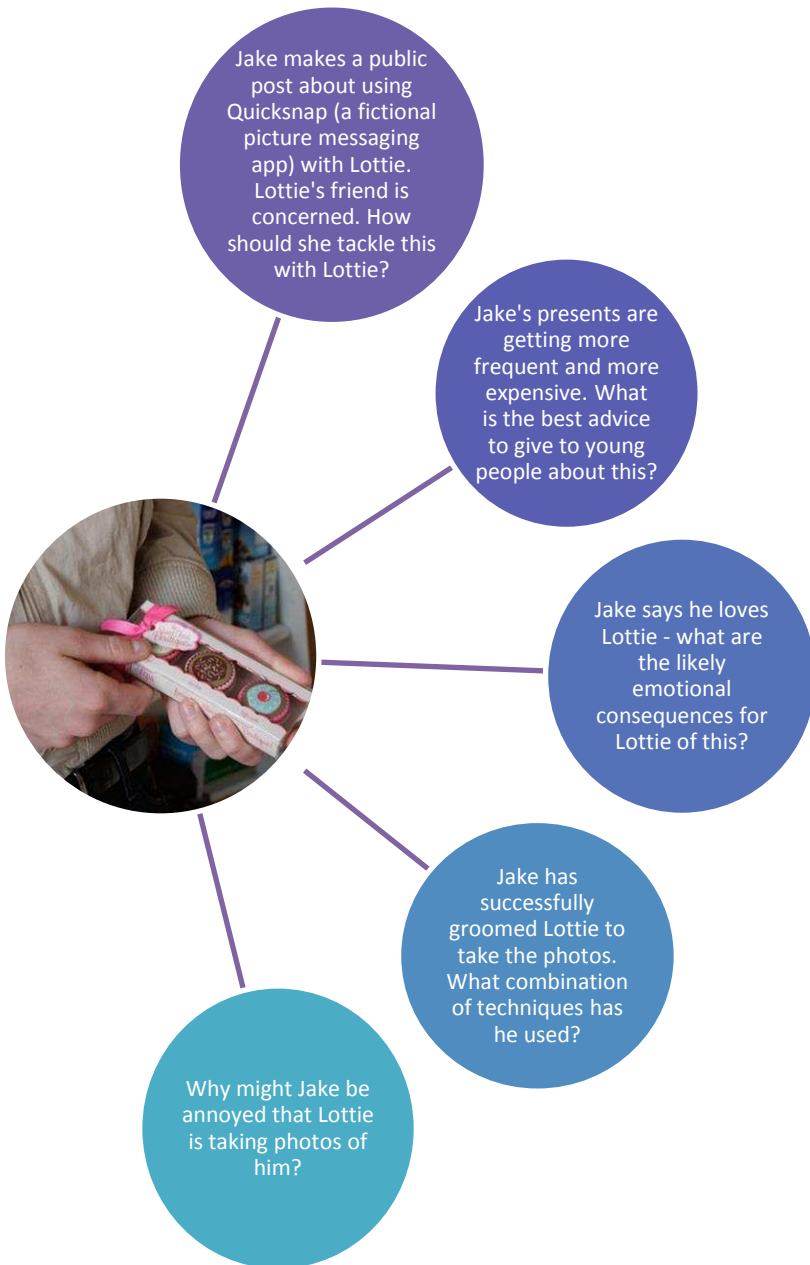 Jake makes a public
post about using
Quicksnap (a fictional
picture messaging
app) with Lottie.
Lottie's friend is
concerned. How
should she tackle this
with Lottie?
Jake's presents are
getting more
frequent and more
expensive. What
is the best advice
to give to young
people about this?
Jake says he loves
Lottie - what are
the likely
emotional
consequences for
Lottie of this?
Jake has
successfully
groomed Lottie to
take the photos.
What combination
of techniques has
he used?
Why might Jake be
annoyed that Lottie
is taking photos of
him?